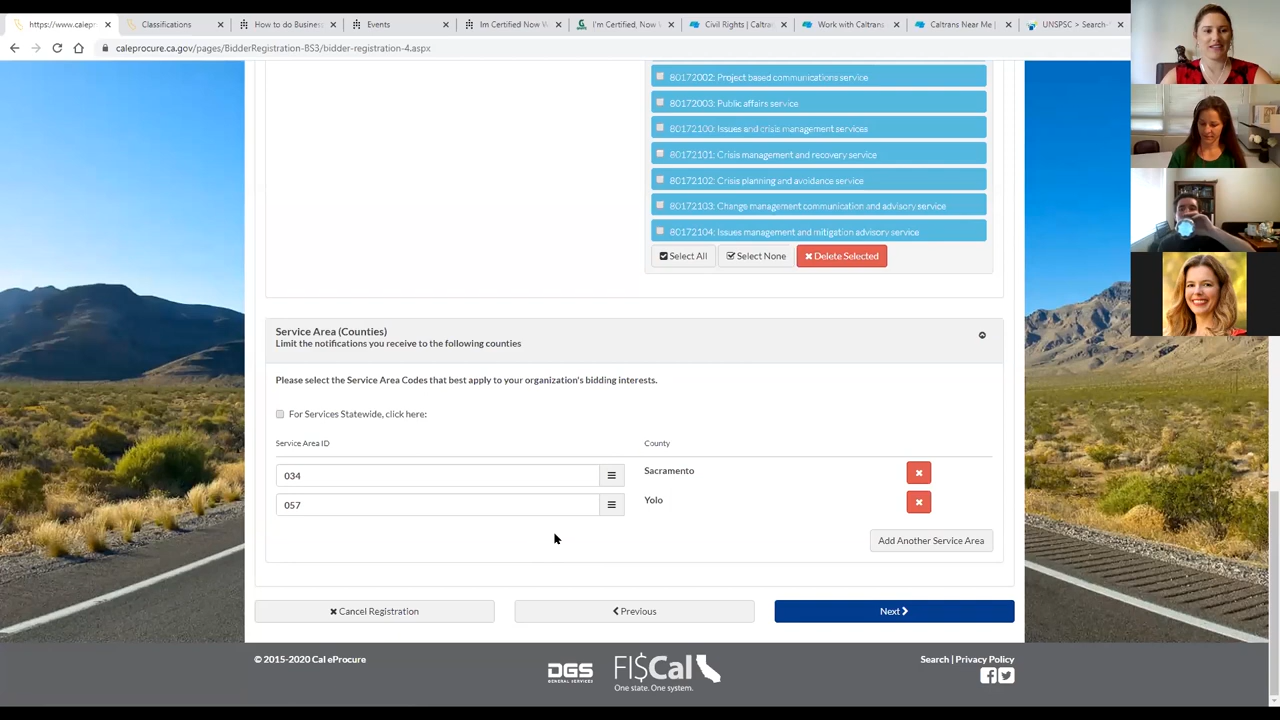 https://www.calepr
Classifications
How to do Busines
Events
Im Certified Now W
I'm Certified, Now
Civil Rights | Caltra
Work with Caltrans
Caltrans Near Me |
UNSPSC > Search-
caleprocure.ca.gov/pages/BidderRegistration-BS3/bidder-registration-4.aspx
80172002: Project based communications service
80172003: Public affairs service
80172100: Issues and crisis management services
80172101: Crisis management and recovery service
80172102: Crisis planning and avoidance service
80172103: Change management communication and advisory service
80172104: Issues management and mitigation advisory service
Select All
Select None
Delete Selected
Service Area (Counties)
Limit the notifications you receive to the following counties
Please select the Service Area Codes that best apply to your organization's bidding interests.
For Services Statewide, click here:
Service Area ID
County
034
Sacramento
057
Yolo
Add Another Service Area
Cancel Registration
Previous
Next
© 2015-2020 Cal eProcure
DGS
GENERAL SERVICES
FI$Cal
One state. One system.
Search | Privacy Policy